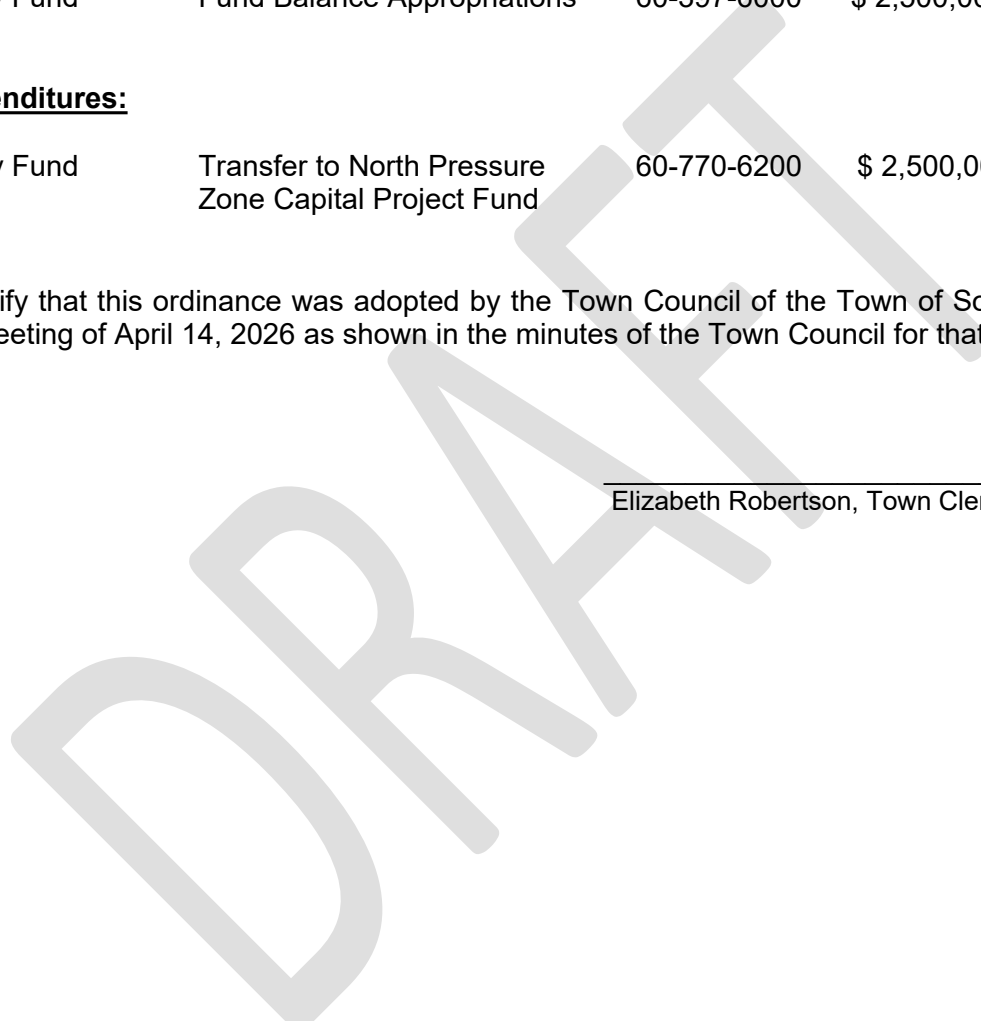 Fund Fund Balance Appropriations 60-397-6000 $ 2,500,00
enditures:
y Fund Transfer to North Pressure 60-770-6200 $ 2,500,00
Zone Capital Project Fund
ify that this ordinance was adopted by the Town Council of the Town of So
eeting of April 14, 2026 as shown in the minutes of the Town Council for that
Elizabeth Robertson, Town Cler
DRAFT